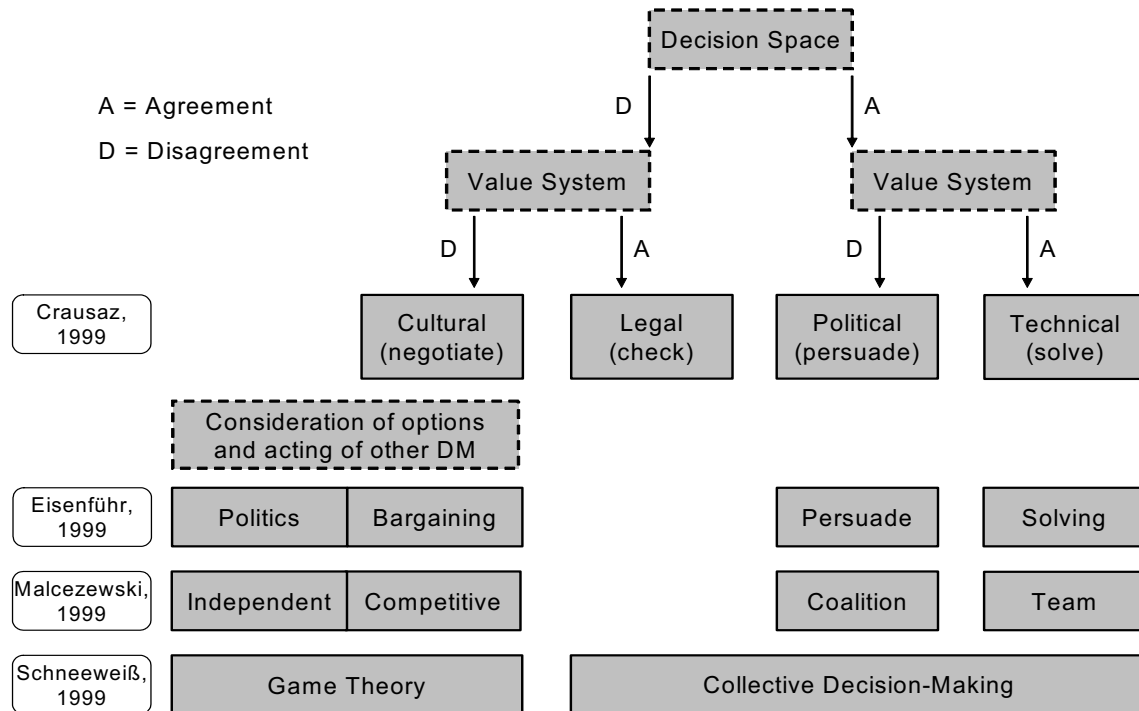 Decision Space
A = Agreement
D
A
D = Disagreement
Value System
Value System
D
A
D
A
Crausaz,
1999
Cultural
(negotiate)
Legal
(check)
Political
(persuade)
Technical
(solve)
Consideration of options
and acting of other DM
Eisenführ,
1999
Politics
Bargaining
Persuade
Solving
Malcezewski,
1999
Independent
Competitive
Coalition
Team
Schneeweiß,
1999
Game Theory
Collective Decision-Making